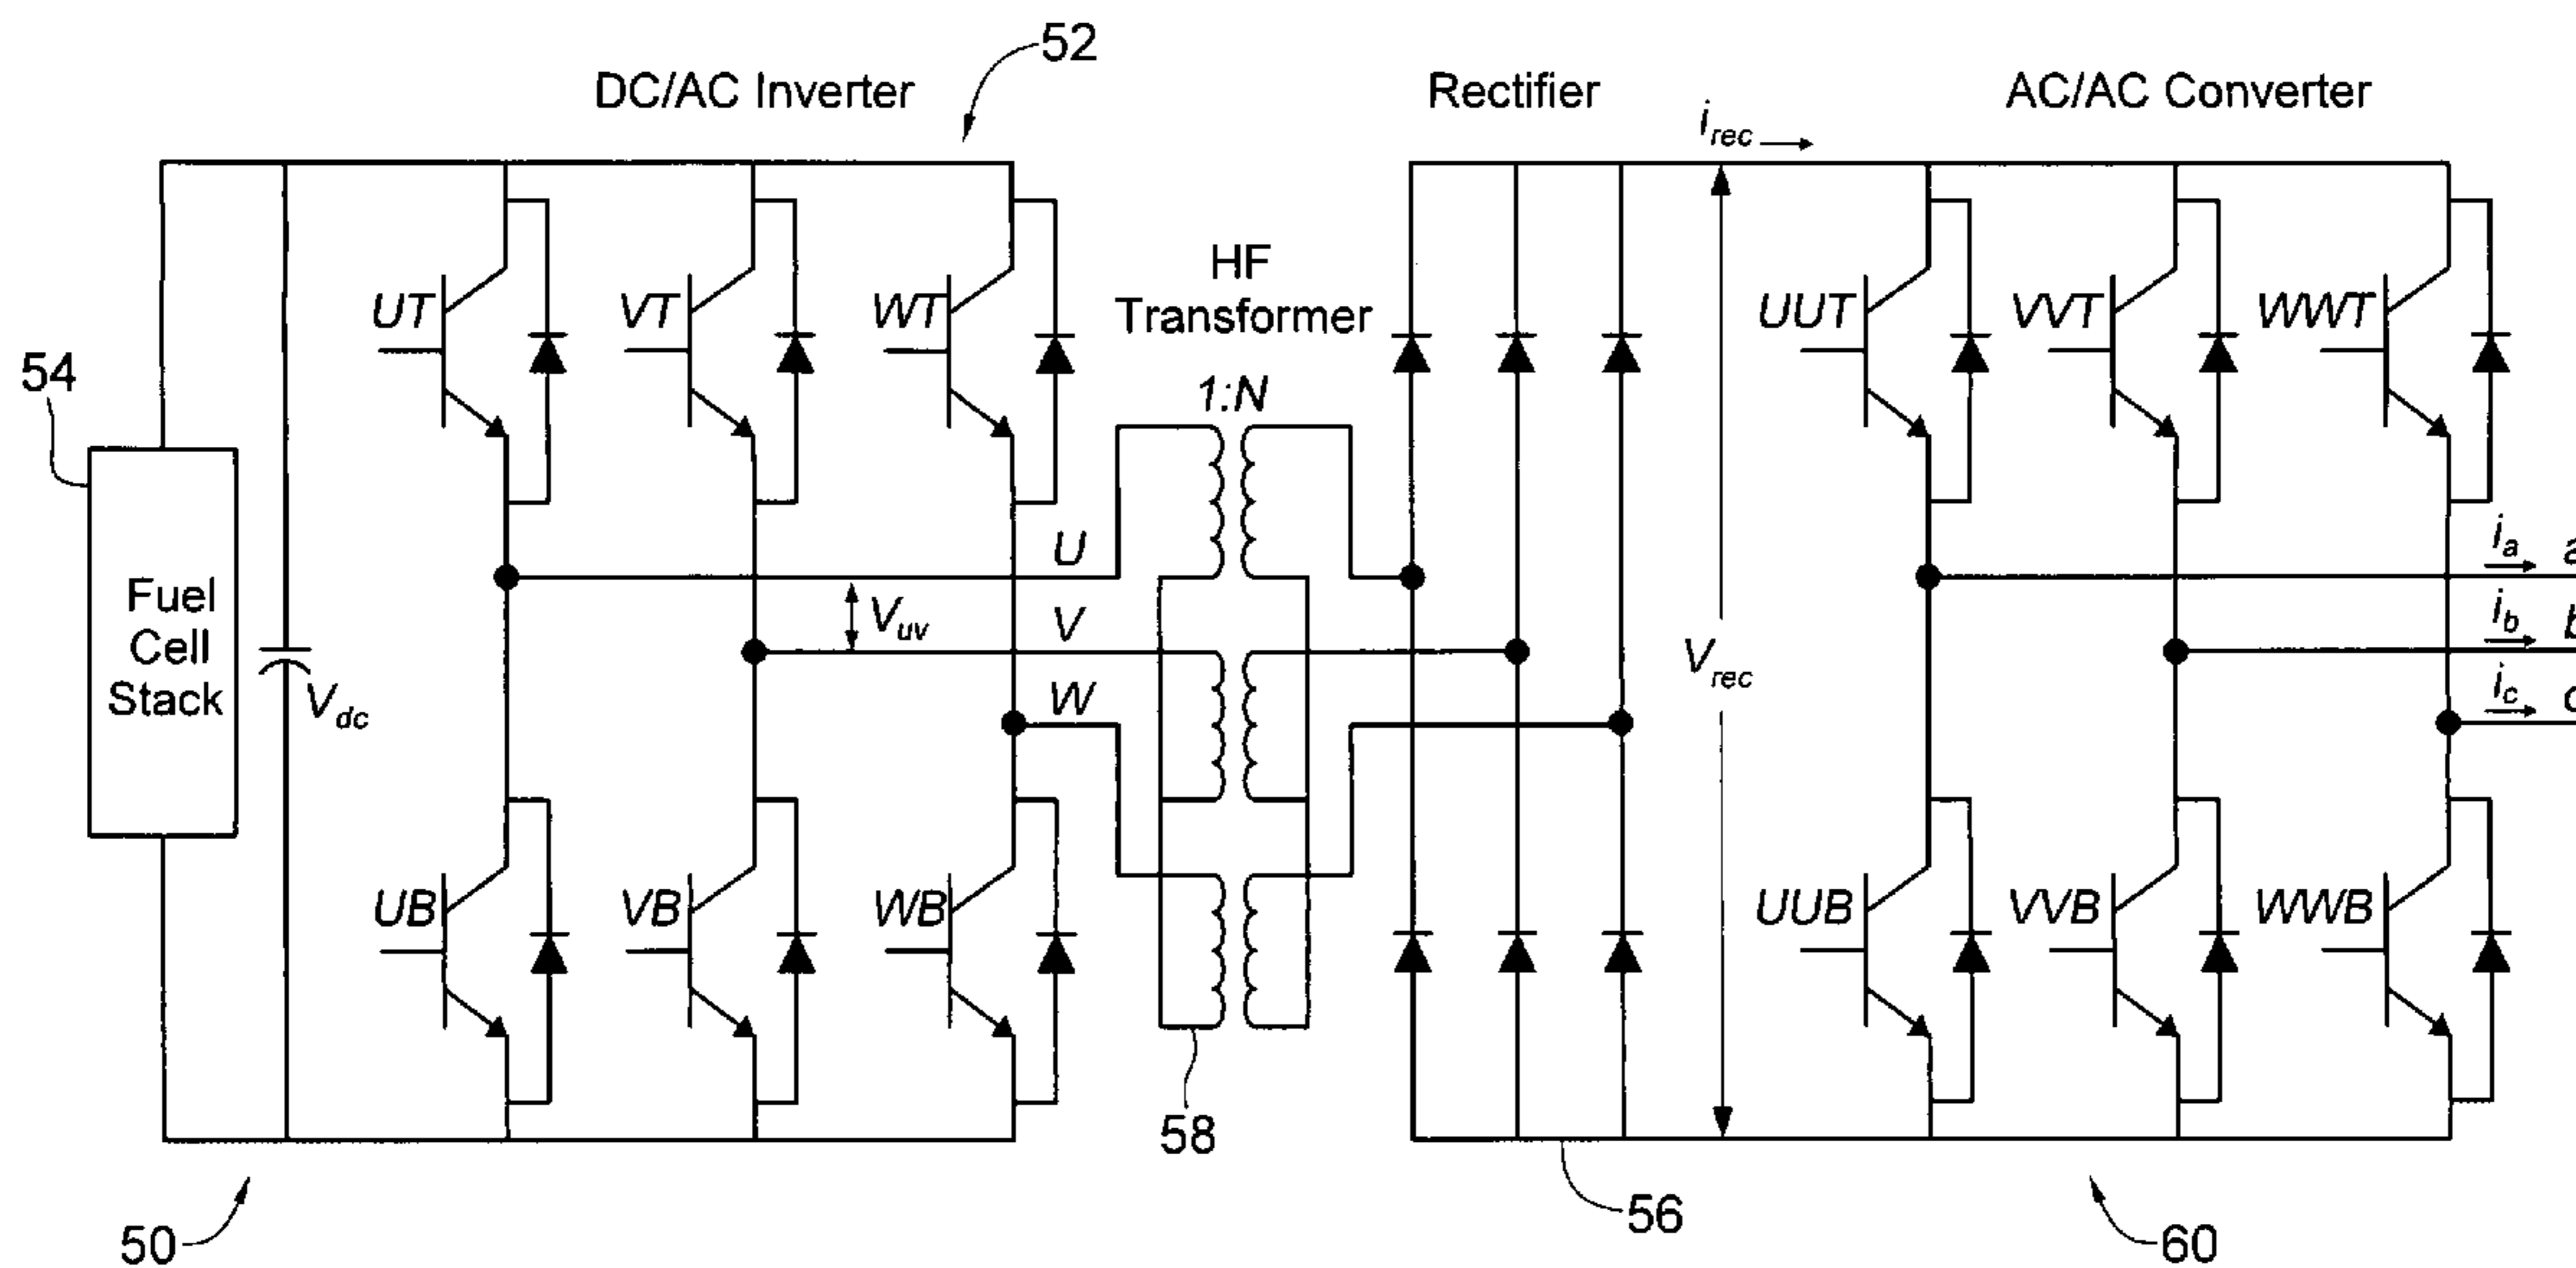 52
DC/AC Inverter
Rectifier
AC/AC Converter
i_rec
HF
Transformer
UT
VT
WT
UUT
VVT
WWT
54
1:N
Fuel
Cell
Stack
V_dc
U
V_uv
V
W
V_rec
i_a a
i_b
i_c
UB
VB
WB
UUB
VVB
WWB
58
56
50
60